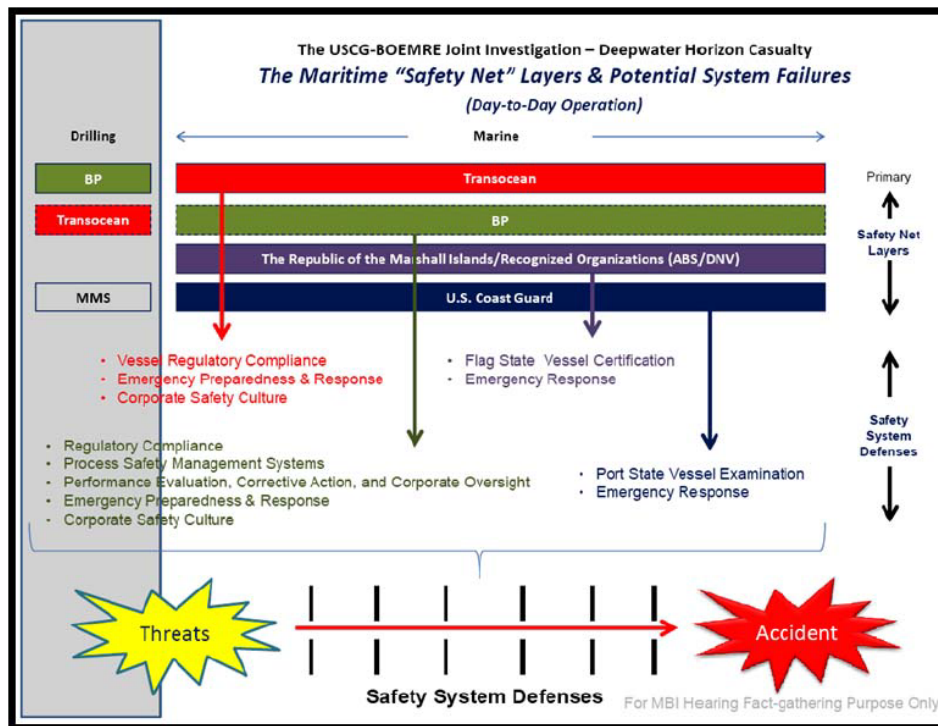 The USCG-BOEMRE Joint Investigation – Deepwater Horizon Casualty
The Maritime “Safety Net” Layers & Potential System Failures
(Day-to-Day Operation)
Drilling
Marine
BP
Transocean
Primary
Transocean
BP
Safety Net
Layers
The Republic of the Marshall Islands/Recognized Organizations (ABS/DNV)
MMS
U.S. Coast Guard
• Vessel Regulatory Compliance
• Emergency Preparedness & Response
• Corporate Safety Culture
• Flag State Vessel Certification
• Emergency Response
Safety
System
Defenses
• Regulatory Compliance
• Process Safety Management Systems
• Performance Evaluation, Corrective Action, and Corporate Oversight
• Emergency Preparedness & Response
• Corporate Safety Culture
• Port State Vessel Examination
• Emergency Response
Threats
Accident
Safety System Defenses
For MBI Hearing Fact-gathering Purpose Only